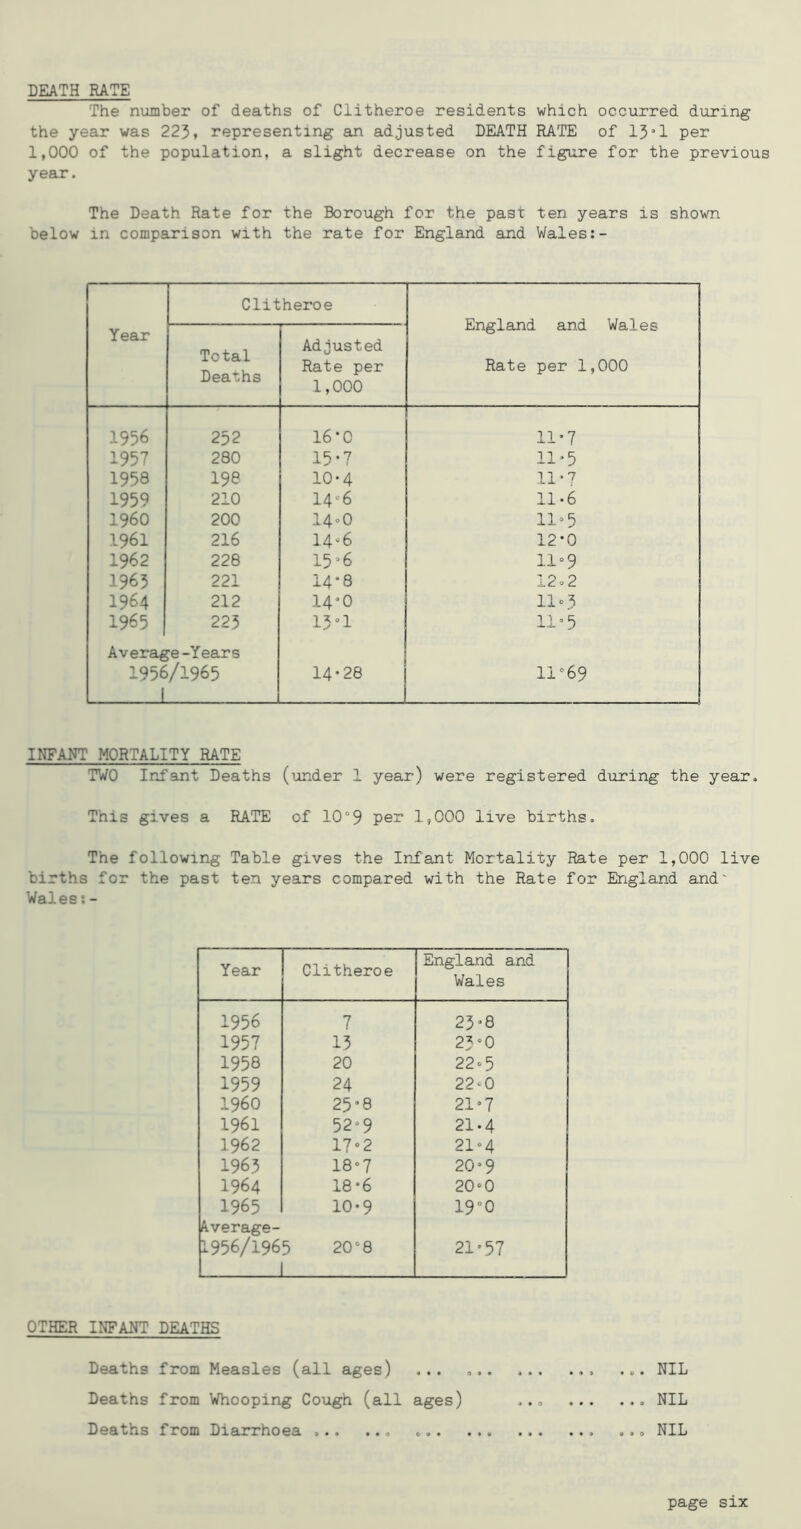 DEATH RATE
The number of deaths of Clitheroe residents which occurred during
the year was 223, representing an adjusted DEATH RATE of 13·1 per
1,000 of the population, a slight decrease on the figure for the previous
year.
The Death Rate for the Borough for the past ten years is shown
below in comparison with the rate for England and Wales:-
Year Clitheroe England and Wales
Total Deaths Adjusted Rate per 1,000 Rate per 1,000
1956 252 16·0 11·7
1957 280 15·7 11·5
1958 198 10·4 11·7
1959 210 14·6 11.6
1960 200 14·0 11·5
1961 216 14·6 12·0
1962 228 15·6 11·9
1963 221 14·8 12.2
1964 212 14·0 11·3
1965 223 13·1 11·5
Average-Years
1956/1965 14·28 11·69
INFANT MORTALITY RATE
TWO Infant Deaths (under 1 year) were registered during the year.
This gives a RATE of 10·9 per 1,000 live births.
The following Table gives the Infant Mortality Rate per 1,000 live
births for the past ten years compared with the Rate for England and
Wales:-
Year Clitheroe England and Wales
1956 7 23·8
1957 13 23·0
1958 20 22·5
1959 24 22·0
1960 25·8 21·7
1961 52·9 21.4
1962 17·2 21·4
1963 18·7 20·9
1964 18·6 20·0
1965 10·9 19·0
Average-
1956/1965 20·8 21·57
OTHER INFANT DEATHS
Deaths from Measles (all ages) ... ... ... ... ... NIL
Deaths from Whooping Cough (all ages) ... ... ... NIL
Deaths from Diarrhoea ... ... ... ... ... ... ... NIL
page six